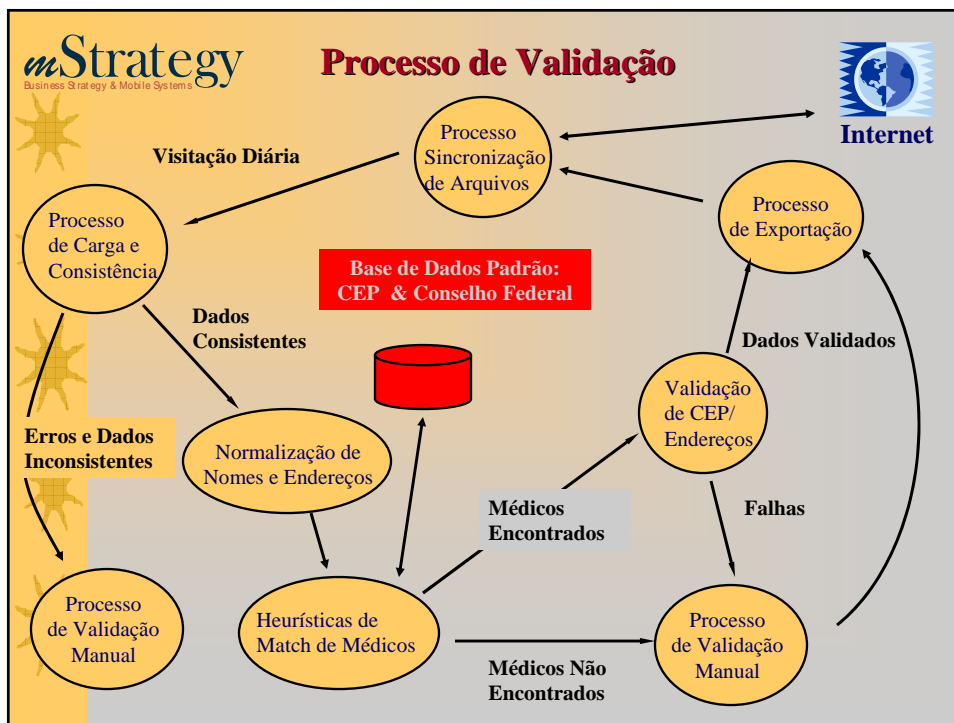 mStrategy
Business Strategy & Mobile Systems
Processo de Validação
Internet
Processo
Sincronização
de Arquivos
Visitação Diária
Processo
de Exportação
Processo
de Carga e
Consistência
Base de Dados Padrão:
CEP & Conselho Federal
Dados
Consistentes
Dados Validados
Validação
de CEP/
Endereços
Erros e Dados
Inconsistentes
Normalização de
Nomes e Endereços
Médicos
Encontrados
Falhas
Processo
de Validação
Manual
Heurísticas de
Match de Médicos
Processo
de Validação
Manual
Médicos Não
Encontrados